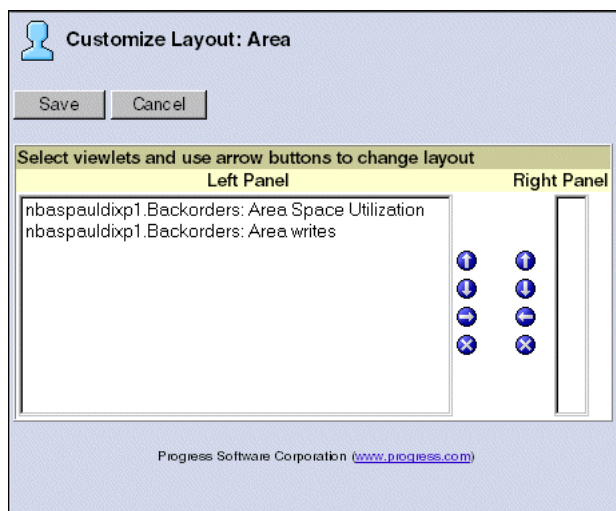 Customize Layout: Area
Save Cancel
Select viewlets and use arrow buttons to change layout
Left Panel Right Panel
nbaspauldixp1.Backorders: Area Space Utilization
nbaspauldixp1.Backorders: Area writes
Progress Software Corporation (www.progress.com)